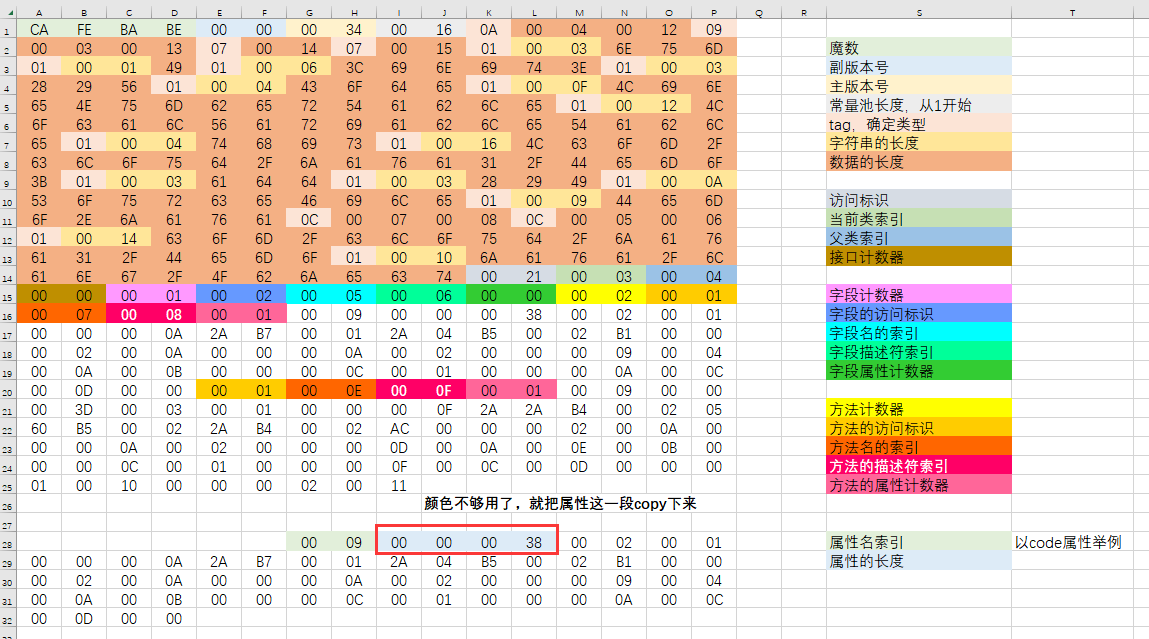 A B C D E F G H I J K L M N O P Q R S T
1 CA FE BA BE 00 00 00 34 00 16 0A 00 04 00 12 09
2 00 03 00 13 07 00 14 07 00 15 01 00 03 6E 75 6D 魔数
3 01 00 01 49 01 00 06 3C 69 6E 69 74 3E 01 00 03 副版本号
4 28 29 56 01 00 04 43 6F 64 65 01 00 0F 4C 69 6E 主版本号
5 65 4E 75 6D 62 65 72 54 61 62 6C 65 01 00 12 4C 常量池长度，从1开始
6 6F 63 61 6C 56 61 72 69 61 62 6C 65 54 61 62 6C tag，确定类型
7 65 01 00 04 74 68 69 73 01 00 16 4C 63 6F 6D 2F 字符串的长度
8 63 6C 6F 75 64 2F 6A 61 76 61 31 2F 44 65 6D 6F 数据的长度
9 3B 01 00 03 61 64 64 01 00 03 28 29 49 01 00 0A
10 53 6F 75 72 63 65 46 69 6C 65 01 00 09 44 65 6D 访问标识
11 6F 2E 6A 61 76 61 0C 00 07 00 08 0C 00 05 00 06 当前类索引
12 01 00 14 63 6F 6D 2F 63 6C 6F 75 64 2F 6A 61 76 父类索引
13 61 31 2F 44 65 6D 6F 01 00 10 6A 61 76 61 2F 6C 接口计数器
14 61 6E 67 2F 4F 62 6A 65 63 74 00 21 00 03 00 04
15 00 00 00 01 00 02 00 05 00 06 00 00 00 02 00 01 字段计数器
16 00 07 00 08 00 01 00 09 00 00 00 38 00 02 00 01 字段的访问标识
17 00 00 00 0A 2A B7 00 01 2A 04 B5 00 02 B1 00 00 字段名的索引
18 00 02 00 0A 00 00 00 0A 00 02 00 00 00 09 00 04 字段描述符索引
19 00 0A 00 0B 00 00 00 0C 00 01 00 00 00 0A 00 0C 字段属性计数器
20 00 0D 00 00 00 01 00 0E 00 0F 00 01 00 09 00 00
21 00 3D 00 03 00 01 00 00 00 0F 2A 2A B4 00 02 05 方法计数器
22 60 B5 00 02 2A B4 00 02 AC 00 00 00 02 00 0A 00 方法的访问标识
23 00 00 0A 00 02 00 00 00 0D 00 0A 00 0E 00 0B 00 方法名的索引
24 00 00 0C 00 01 00 00 00 0F 00 0C 00 0D 00 00 00 方法的描述符索引
25 01 00 10 00 00 00 02 00 11 方法的属性计数器
26 颜色不够用了，就把属性这一段copy下来
27
28 00 09 00 00 00 38 00 02 00 01 属性名索引 以code属性举例
29 00 00 00 0A 2A B7 00 01 2A 04 B5 00 02 B1 00 00 属性的长度
30 00 02 00 0A 00 00 00 0A 00 02 00 00 00 09 00 04
31 00 0A 00 0B 00 00 00 0C 00 01 00 00 00 0A 00 0C
32 00 0D 00 00